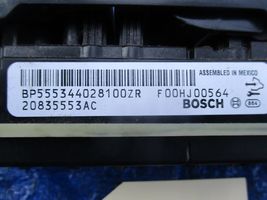 ASSEMBLED IN MEXICO
BP555344028100ZR F00HJ00564
20835553AC BOSCH